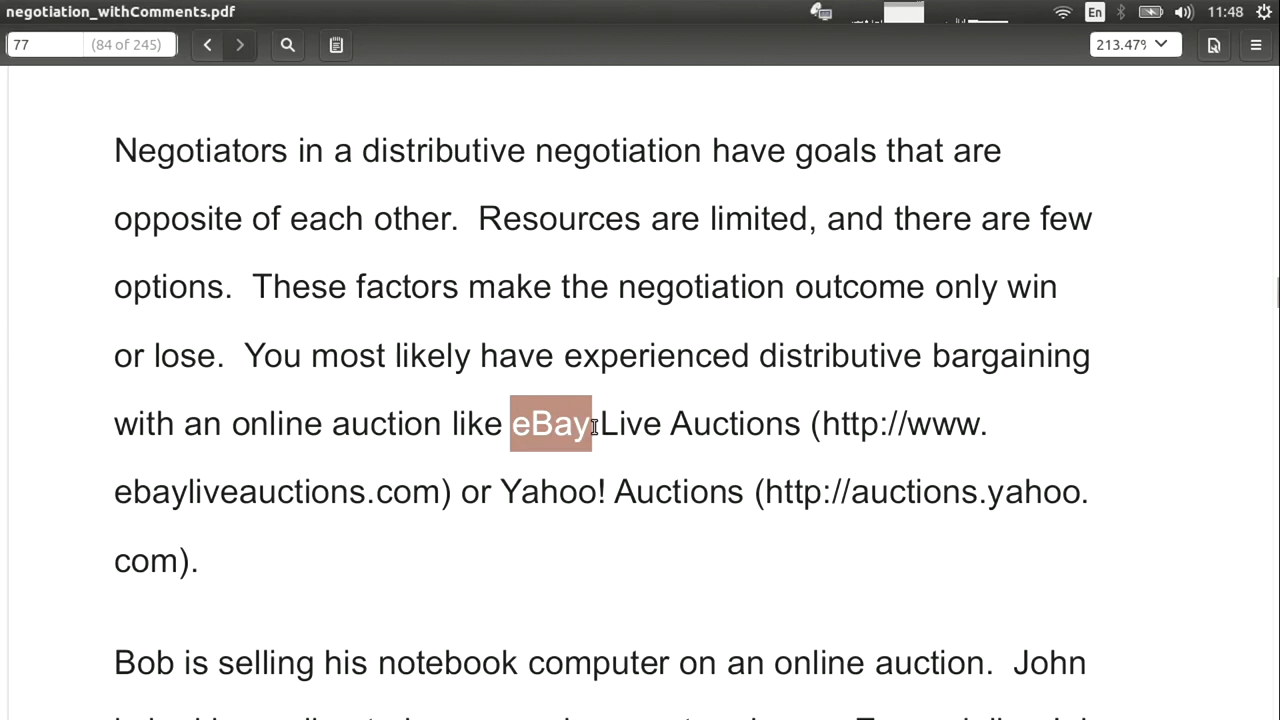 negotiation_withComments.pdf
En
11:48
77
(84 of 245)
213.47%
Negotiators in a distributive negotiation have goals that are
opposite of each other.  Resources are limited, and there are few
options.  These factors make the negotiation outcome only win
or lose.  You most likely have experienced distributive bargaining
with an online auction like eBay Live Auctions (http://www.
ebayliveauctions.com) or Yahoo! Auctions (http://auctions.yahoo.
com).
Bob is selling his notebook computer on an online auction.  John